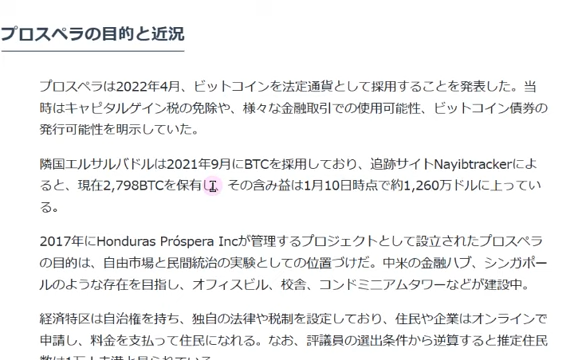 プロスペラの目的と近況
プロスペラは2022年4月、ビットコインを法定通貨として採用することを発表した。当
時はキャピタルゲイン税の免除や、様々な金融取引での使用可能性、ビットコイン債券の
発行可能性を明示していた。
隣国エルサルバドルは2021年9月にBTCを採用しており、追跡サイトNayibtrackerによ
ると、現在2,798BTCを保有し、その含み益は1月10日時点で約1,260万ドルに上ってい
る。
2017年にHonduras Próspera Incが管理するプロジェクトとして設立されたプロスペラ
の目的は、自由市場と民間統治の実験としての位置づけだ。中米の金融ハブ、シンガポー
ルのような存在を目指し、オフィスビル、校舎、コンドミニアムタワーなどが建設中。
経済特区は自治権を持ち、独自の法律や税制を設定しており、住民や企業はオンラインで
申請し、料金を支払って住民になれる。なお、評議員の選出条件から逆算すると推定住民
数は1万人未満と見られている。